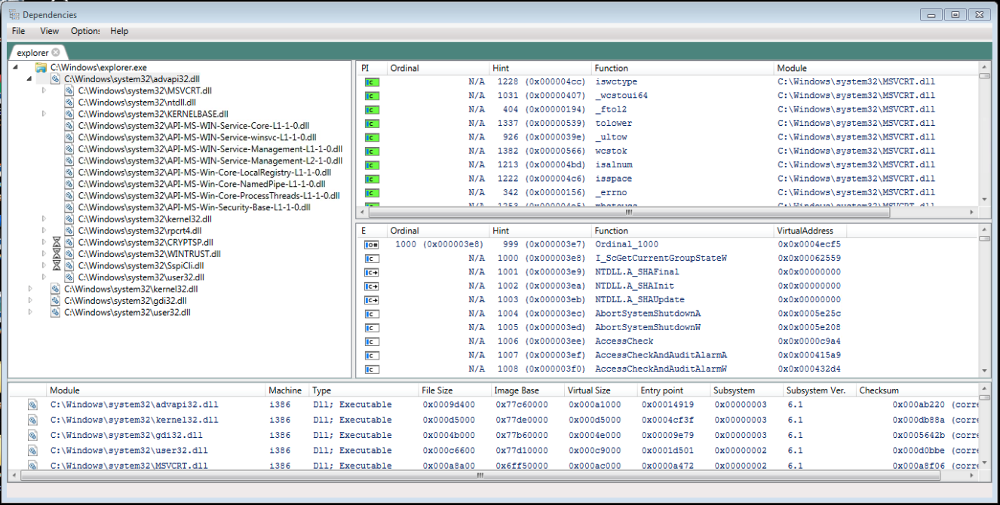 Dependencies
File View Option: Help
explorer
C:\Windows\explorer.exe
C:\Windows\system32\advapi32.dll
C:\Windows\system32\MSVCRT.dll
C:\Windows\system32\ntdll.dll
C:\Windows\system32\KERNELBASE.dll
C:\Windows\system32\API-MS-WIN-Service-Core-L1-1-0.dll
C:\Windows\system32\API-MS-WIN-Service-winsvc-L1-1-0.dll
C:\Windows\system32\API-MS-WIN-Service-Management-L1-1-0.dll
C:\Windows\system32\API-MS-WIN-Service-Management-L2-1-0.dll
C:\Windows\system32\API-MS-Win-Core-LocalRegistry-L1-1-0.dll
C:\Windows\system32\API-MS-Win-Core-NamedPipe-L1-1-0.dll
C:\Windows\system32\API-MS-Win-Core-ProcessThreads-L1-1-0.dll
C:\Windows\system32\API-MS-Win-Security-Base-L1-1-0.dll
C:\Windows\system32\kernel32.dll
C:\Windows\system32\rpcrt4.dll
C:\Windows\system32\CRYPTSP.dll
C:\Windows\system32\WINTRUST.dll
C:\Windows\system32\SspiCli.dll
C:\Windows\system32\user32.dll
C:\Windows\system32\kernel32.dll
C:\Windows\system32\gdi32.dll
C:\Windows\system32\user32.dll
PI Ordinal Hint Function Module
C N/A 1228 (0x000004cc) iswctype C:\Windows\system32\MSVCRT.dll
C N/A 1031 (0x00000407) _wcstoui64 C:\Windows\system32\MSVCRT.dll
C N/A 404 (0x00000194) _ftol2 C:\Windows\system32\MSVCRT.dll
C N/A 1337 (0x00000539) tolower C:\Windows\system32\MSVCRT.dll
C N/A 926 (0x0000039e) _ultow C:\Windows\system32\MSVCRT.dll
C N/A 1382 (0x00000566) wcstok C:\Windows\system32\MSVCRT.dll
C N/A 1213 (0x000004bd) isalnum C:\Windows\system32\MSVCRT.dll
C N/A 1222 (0x000004c6) isspace C:\Windows\system32\MSVCRT.dll
C N/A 342 (0x00000156) _errno C:\Windows\system32\MSVCRT.dll
N/A 1253 (0x000004e5) C:\Windows\system32\MSVCRT.dll
E Ordinal Hint Function VirtualAddress
1000 (0x000003e8) 999 (0x000003e7) Ordinal_1000 0x0x0004ecf5
C N/A 1000 (0x000003e8) I_ScGetCurrentGroupStateW 0x0x00062559
C N/A 1001 (0x000003e9) NTDLL.A_SHAFinal 0x0x00000000
C N/A 1002 (0x000003ea) NTDLL.A_SHAInit 0x0x00000000
C N/A 1003 (0x000003eb) NTDLL.A_SHAUpdate 0x0x00000000
C N/A 1004 (0x000003ec) AbortSystemShutdownA 0x0x0005e25c
C N/A 1005 (0x000003ed) AbortSystemShutdownW 0x0x0005e208
C N/A 1006 (0x000003ee) AccessCheck 0x0x0000c9a4
C N/A 1007 (0x000003ef) AccessCheckAndAuditAlarmA 0x0x000415a9
C N/A 1008 (0x000003f0) AccessCheckAndAuditAlarmW 0x0x000432d4
Module Machine Type File Size Image Base Virtual Size Entry point Subsystem Subsystem Ver. Checksum
C:\Windows\system32\advapi32.dll i386 Dll; Executable 0x0009d400 0x77c60000 0x000a1000 0x00014919 0x00000003 6.1 0x000ab220 (corre
C:\Windows\system32\kernel32.dll i386 Dll; Executable 0x000d5000 0x77de0000 0x000d5000 0x0004cf3f 0x00000003 6.1 0x000db88a (corre
C:\Windows\system32\gdi32.dll i386 Dll; Executable 0x0004b000 0x77b60000 0x0004e000 0x00009e79 0x00000003 6.1 0x0005642b (corre
C:\Windows\system32\user32.dll i386 Dll; Executable 0x000c6600 0x77d10000 0x000c9000 0x0001d501 0x00000002 6.1 0x000d0bbe (corre
C:\Windows\system32\MSVCRT.dll i386 Dll; Executable 0x000a8a00 0x6ff50000 0x000ac000 0x0000a472 0x00000002 6.1 0x000a8f06 (corre